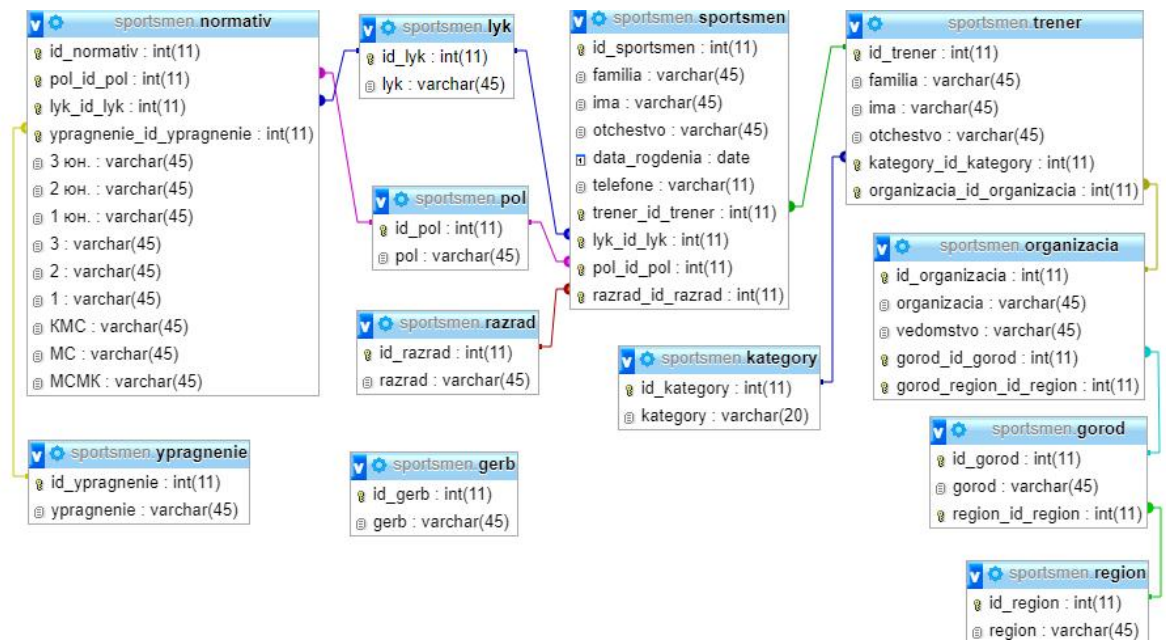 sportsmen.normativ
id_normativ : int(11)
pol_id_pol : int(11)
lyk_id_lyk : int(11)
ypragnenie_id_ypragnenie : int(11)
3 юн. : varchar(45)
2 юн. : varchar(45)
1 юн. : varchar(45)
3 : varchar(45)
2 : varchar(45)
1 : varchar(45)
КМС : varchar(45)
МС : varchar(45)
МСМК : varchar(45)
sportsmen.ypragnenie
id_ypragnenie : int(11)
ypragnenie : varchar(45)
sportsmen.lyk
id_lyk : int(11)
lyk : varchar(45)
sportsmen.pol
id_pol : int(11)
pol : varchar(45)
sportsmen.razrad
id_razrad : int(11)
razrad : varchar(45)
sportsmen.gerb
id_gerb : int(11)
gerb : varchar(45)
sportsmen.sportsmen
id_sportsmen : int(11)
familia : varchar(45)
ima : varchar(45)
otchestvo : varchar(45)
data_rogdenia : date
telefone : varchar(11)
trener_id_trener : int(11)
lyk_id_lyk : int(11)
pol_id_pol : int(11)
razrad_id_razrad : int(11)
sportsmen.kategory
id_kategory : int(11)
kategory : varchar(20)
sportsmen.trener
id_trener : int(11)
familia : varchar(45)
ima : varchar(45)
otchestvo : varchar(45)
kategory_id_kategory : int(11)
organizacia_id_organizacia : int(11)
sportsmen.organizacia
id_organizacia : int(11)
organizacia : varchar(45)
vedomstvo : varchar(45)
gorod_id_gorod : int(11)
gorod_region_id_region : int(11)
sportsmen.gorod
id_gorod : int(11)
gorod : varchar(45)
region_id_region : int(11)
sportsmen.region
id_region : int(11)
region : varchar(45)